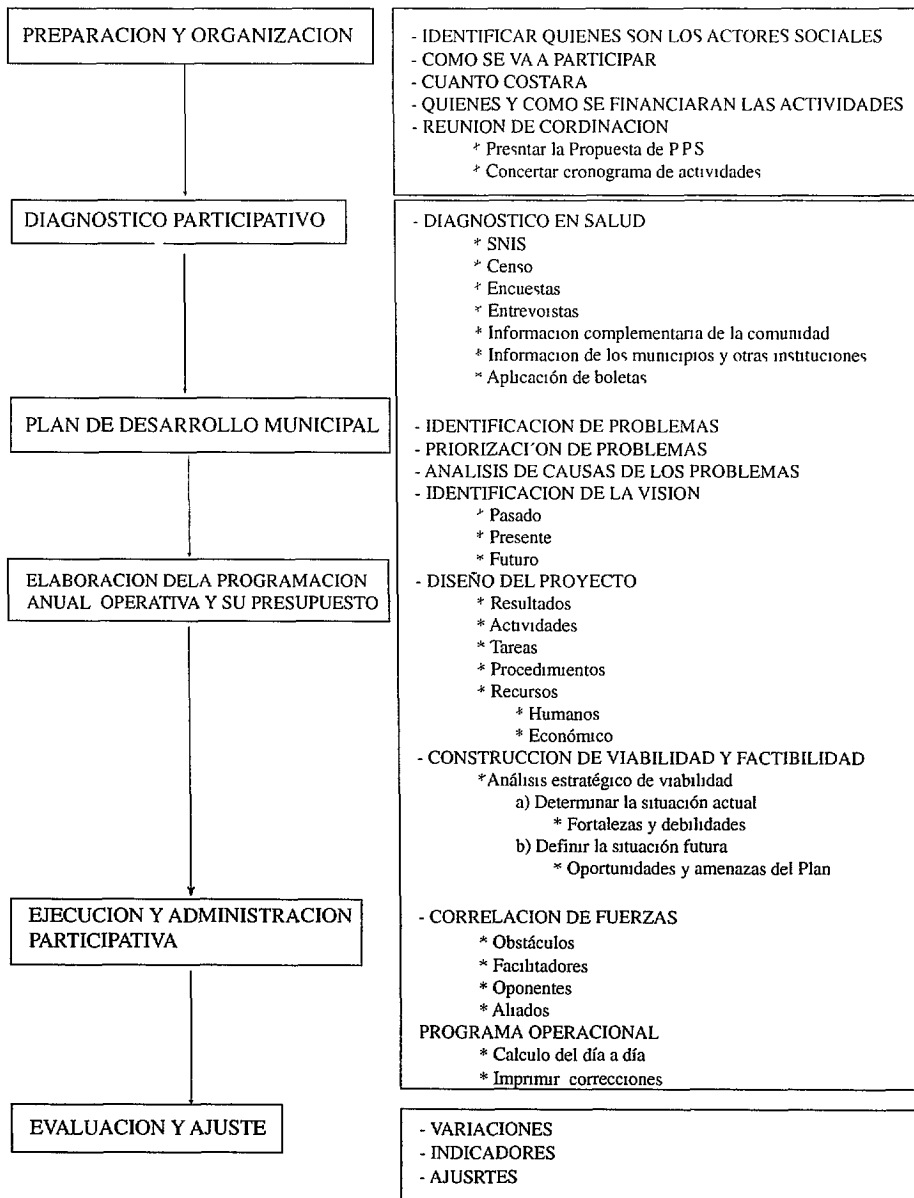 PREPARACION Y ORGANIZACION
- IDENTIFICAR QUIENES SON LOS ACTORES SOCIALES
- COMO SE VA A PARTICIPAR
- CUANTO COSTARA
- QUIENES Y COMO SE FINANCIARAN LAS ACTIVIDADES
- REUNION DE CORDINACION
* Presntar la Propuesta de P P S
* Concertar cronograma de actividades
DIAGNOSTICO PARTICIPATIVO
- DIAGNOSTICO EN SALUD
* SNIS
* Censo
* Encuestas
* Entrevoistas
* Informacion complementaria de la comunidad
* Informacion de los municipios y otras instituciones
* Aplicación de boletas
PLAN DE DESARROLLO MUNICIPAL
- IDENTIFICACION DE PROBLEMAS
- PRIORIZACI´ON DE PROBLEMAS
- ANALISIS DE CAUSAS DE LOS PROBLEMAS
- IDENTIFICACION DE LA VISION
* Pasado
* Presente
* Futuro
ELABORACION DELA PROGRAMACION
ANUAL OPERATIVA Y SU PRESUPUESTO
- DISEÑO DEL PROYECTO
* Resultados
* Actividades
* Tareas
* Procedimientos
* Recursos
* Humanos
* Económico
- CONSTRUCCION DE VIABILIDAD Y FACTIBILIDAD
*Análisis estratégico de viabilidad
a) Determinar la situación actual
* Fortalezas y debilidades
b) Definir la situación futura
* Oportunidades y amenazas del Plan
EJECUCION Y ADMINISTRACION
PARTICIPATIVA
- CORRELACION DE FUERZAS
* Obstáculos
* Facilitadores
* Oponentes
* Aliados
PROGRAMA OPERACIONAL
* Calculo del día a día
* Imprimir correcciones
EVALUACION Y AJUSTE
- VARIACIONES
- INDICADORES
- AJUSRTES